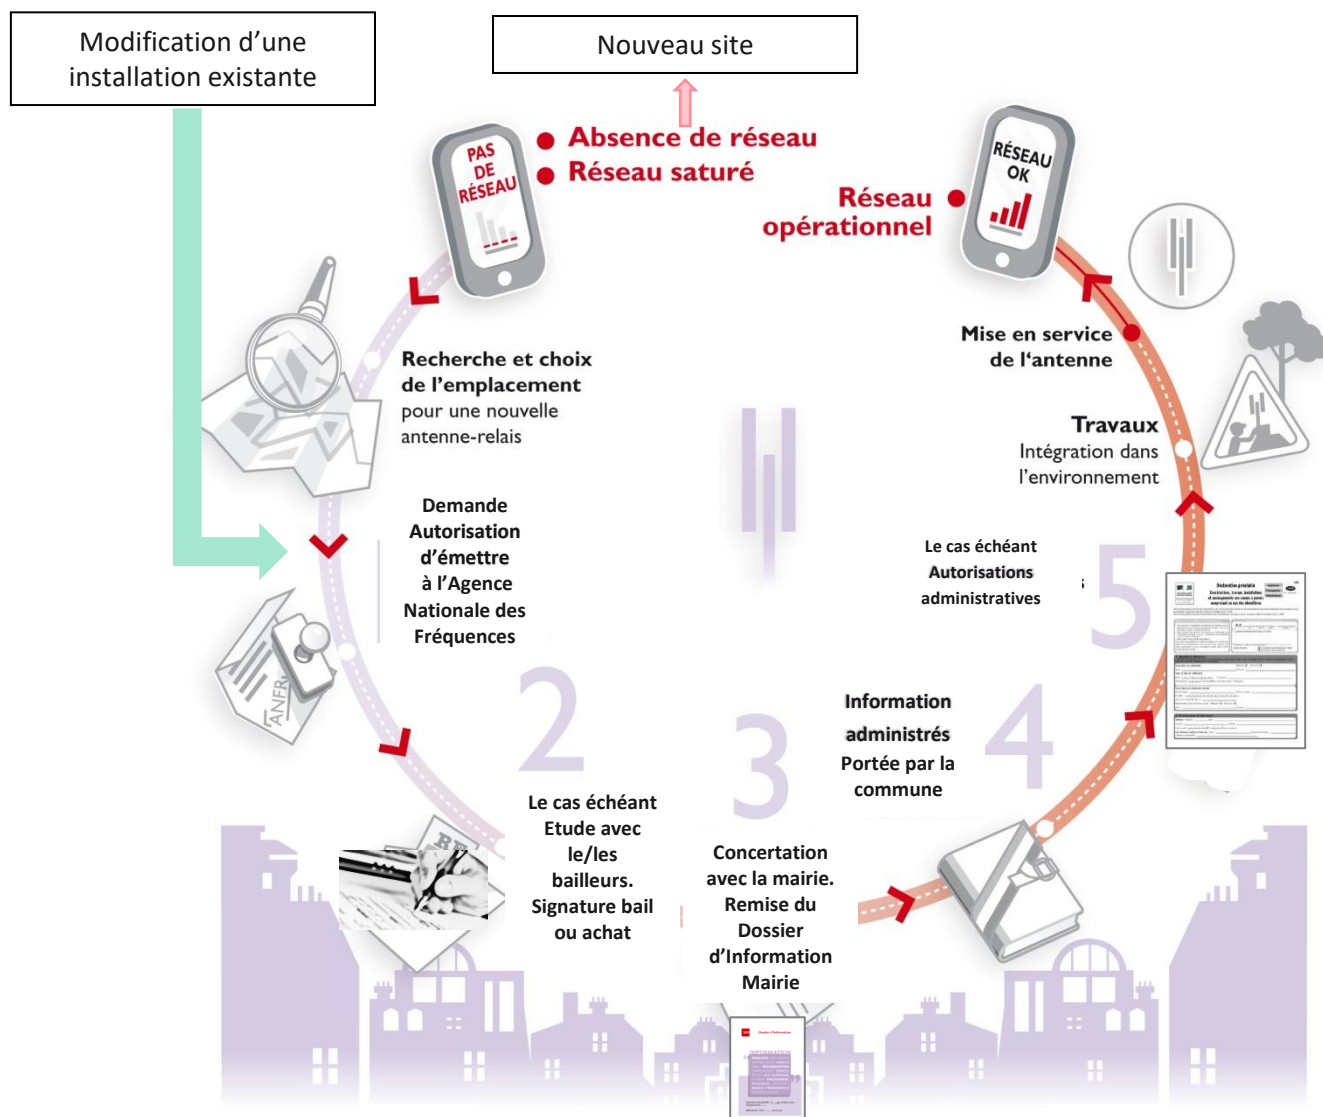 Modification d’une
installation existante
Nouveau site
Absence de réseau
Réseau saturé
PAS
DE
RÉSEAU
RÉSEAU
OK
Réseau
opérationnel
Recherche et choix
de l’emplacement
pour une nouvelle
antenne-relais
Mise en service
de l‘antenne
Travaux
Intégration dans
l’environnement
Demande
Autorisation
d’émettre
à l’Agence
Nationale des
Fréquences
ANFR
Le cas échéant
Autorisations
administratives
5
Déclaration préalable
2
Le cas échéant
Etude avec
le/les
bailleurs.
Signature bail
ou achat
3
Concertation
avec la mairie.
Remise du
Dossier
d’Information
Mairie
4
Information
administrés
Portée par la
commune
Dossier d'information